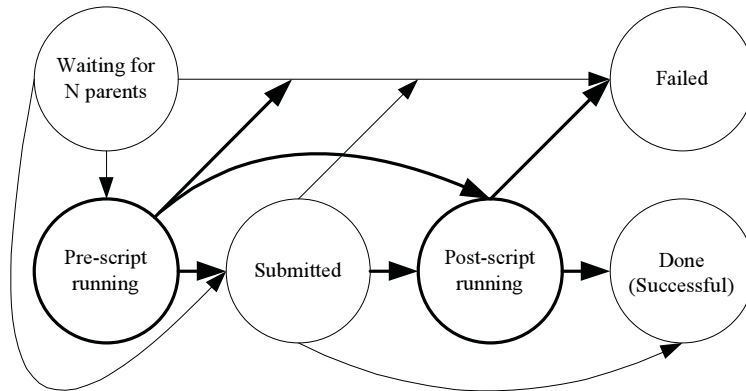 Waiting for
N parents
Failed
Pre-script
running
Submitted
Post-script
running
Done
(Successful)